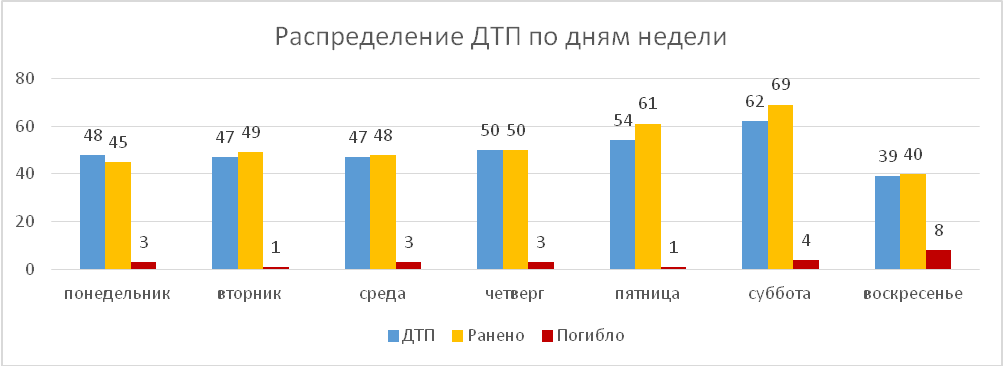 Распределение ДТП по дням недели
80
60
40
20
0
48 45 3
47 49 1
47 48 3
50 50 3
54 61 1
62 69 4
39 40 8
понедельник вторник среда четверг пятница суббота воскресенье
ДТП Ранено Погибло